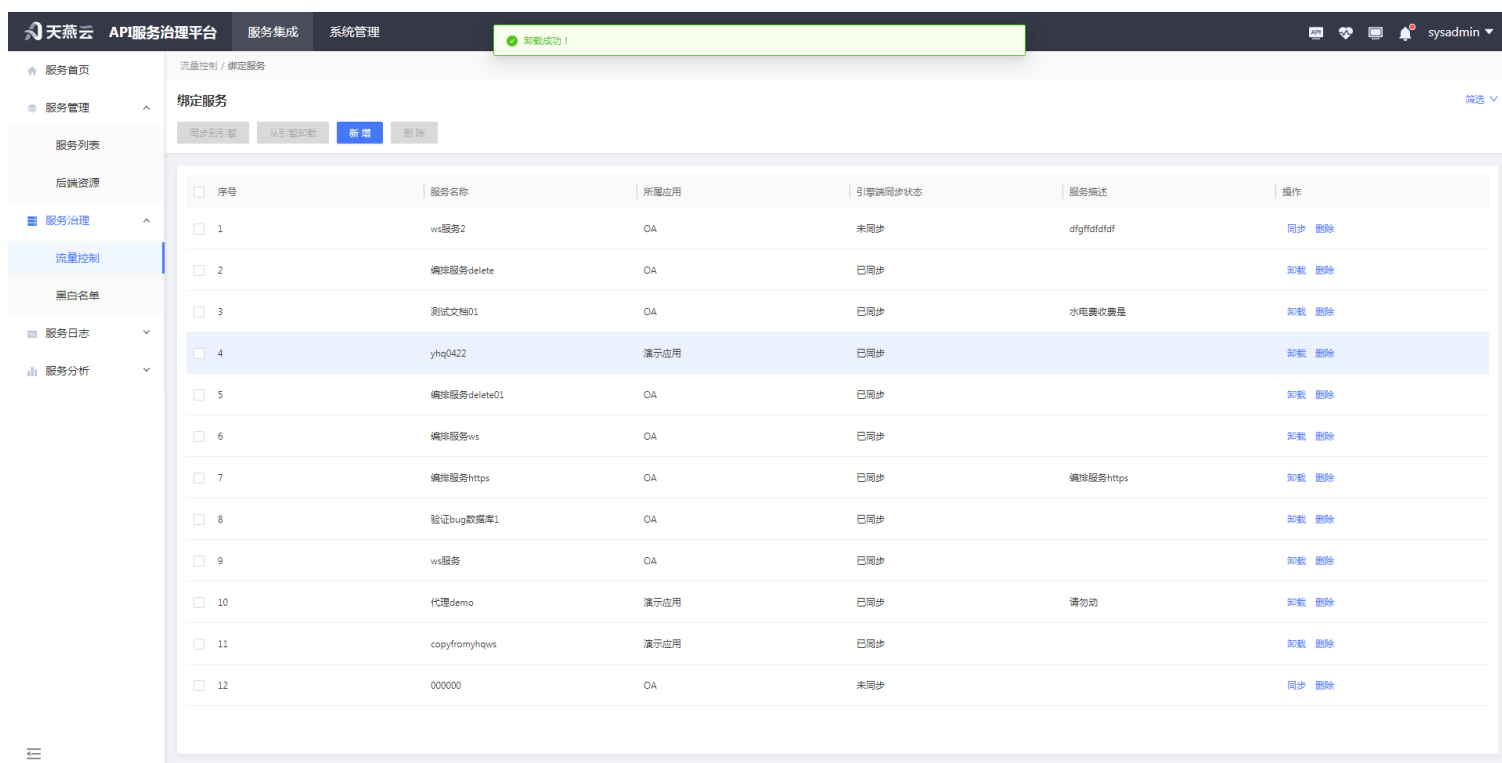 天燕云 API服务治理平台 服务集成 系统管理 卸载成功！ API sysadmin
服务首页
服务管理
服务列表
后端资源
服务治理
流量控制
黑白名单
服务日志
服务分析
流量控制 / 绑定服务
绑定服务 筛选
同步到引擎 从引擎卸载 新 增 删 除
序号 服务名称 所属应用 引擎端同步状态 服务描述 操作
1 ws服务2 OA 未同步 dfgffdfdfdf 同步 删除
2 编排服务delete OA 已同步 卸载 删除
3 测试文档01 OA 已同步 水电费收费是 卸载 删除
4 yhq0422 演示应用 已同步 卸载 删除
5 编排服务delete01 OA 已同步 卸载 删除
6 编排服务ws OA 已同步 卸载 删除
7 编排服务https OA 已同步 编排服务https 卸载 删除
8 验证bug数据库1 OA 已同步 卸载 删除
9 ws服务 OA 已同步 卸载 删除
10 代理demo 演示应用 已同步 请勿动 卸载 删除
11 copyfromyhqws 演示应用 已同步 卸载 删除
12 000000 OA 未同步 同步 删除